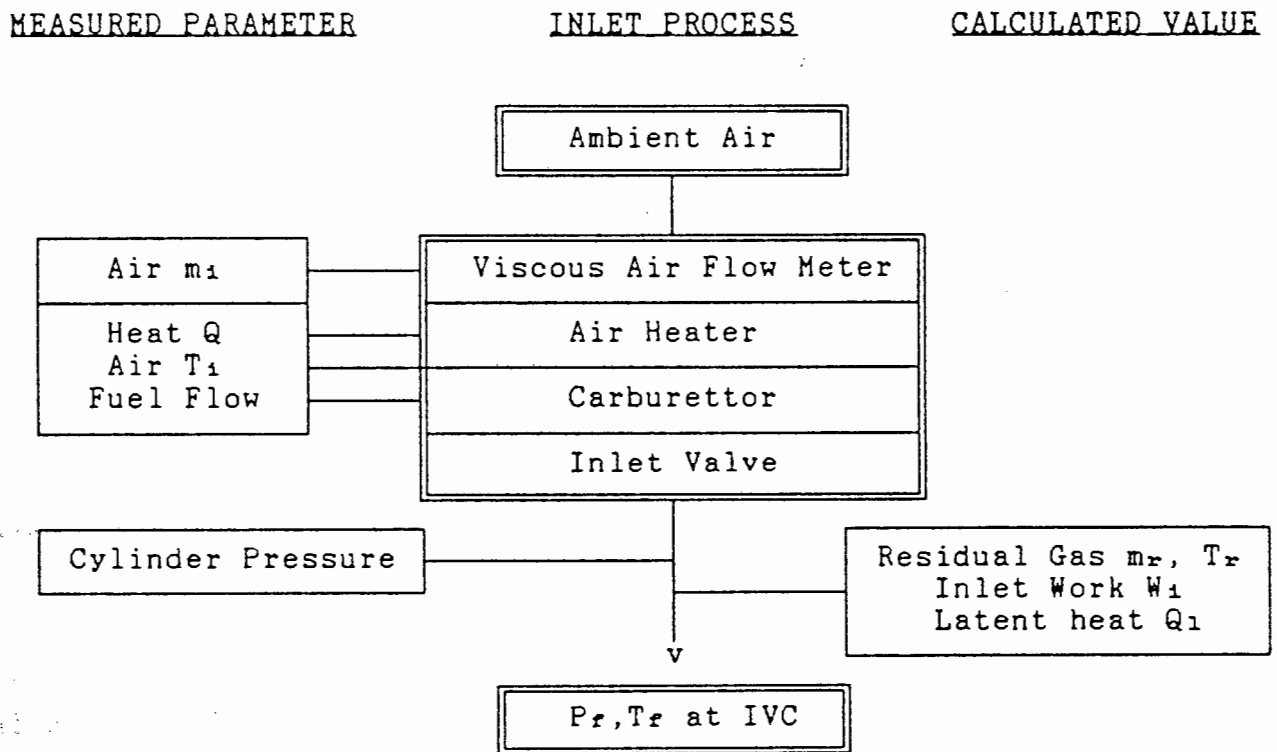 MEASURED PARAMETER INLET PROCESS CALCULATED VALUE
Ambient Air
Air mi Viscous Air Flow Meter
Heat Q Air Heater
Air Ti
Fuel Flow Carburettor
Inlet Valve
Cylinder Pressure
Residual Gas mr, Tr
Inlet Work Wi
Latent heat Ql
v
Pf,Tf at IVC